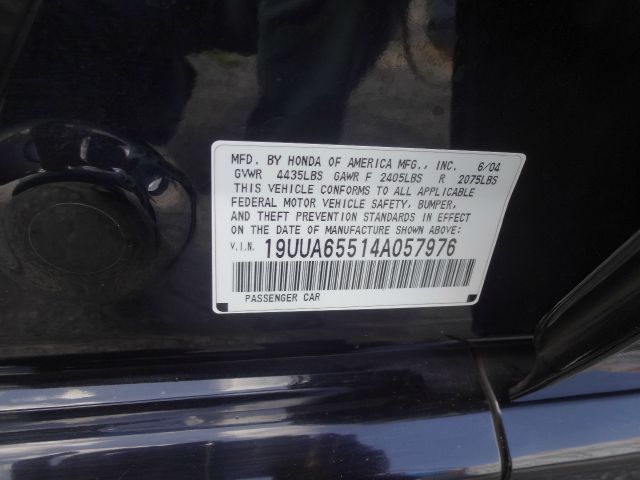 MFD. BY HONDA OF AMERICA MFG., INC. 6/04
GVWR 4435LBS GAWR F 2405LBS R 2075LBS
THIS VEHICLE CONFORMS TO ALL APPLICABLE
FEDERAL MOTOR VEHICLE SAFETY, BUMPER,
AND THEFT PREVENTION STANDARDS IN EFFECT
ON THE DATE OF MANUFACTURE SHOWN ABOVE:
V.I.N. 19UUA65514A057976
PASSENGER CAR